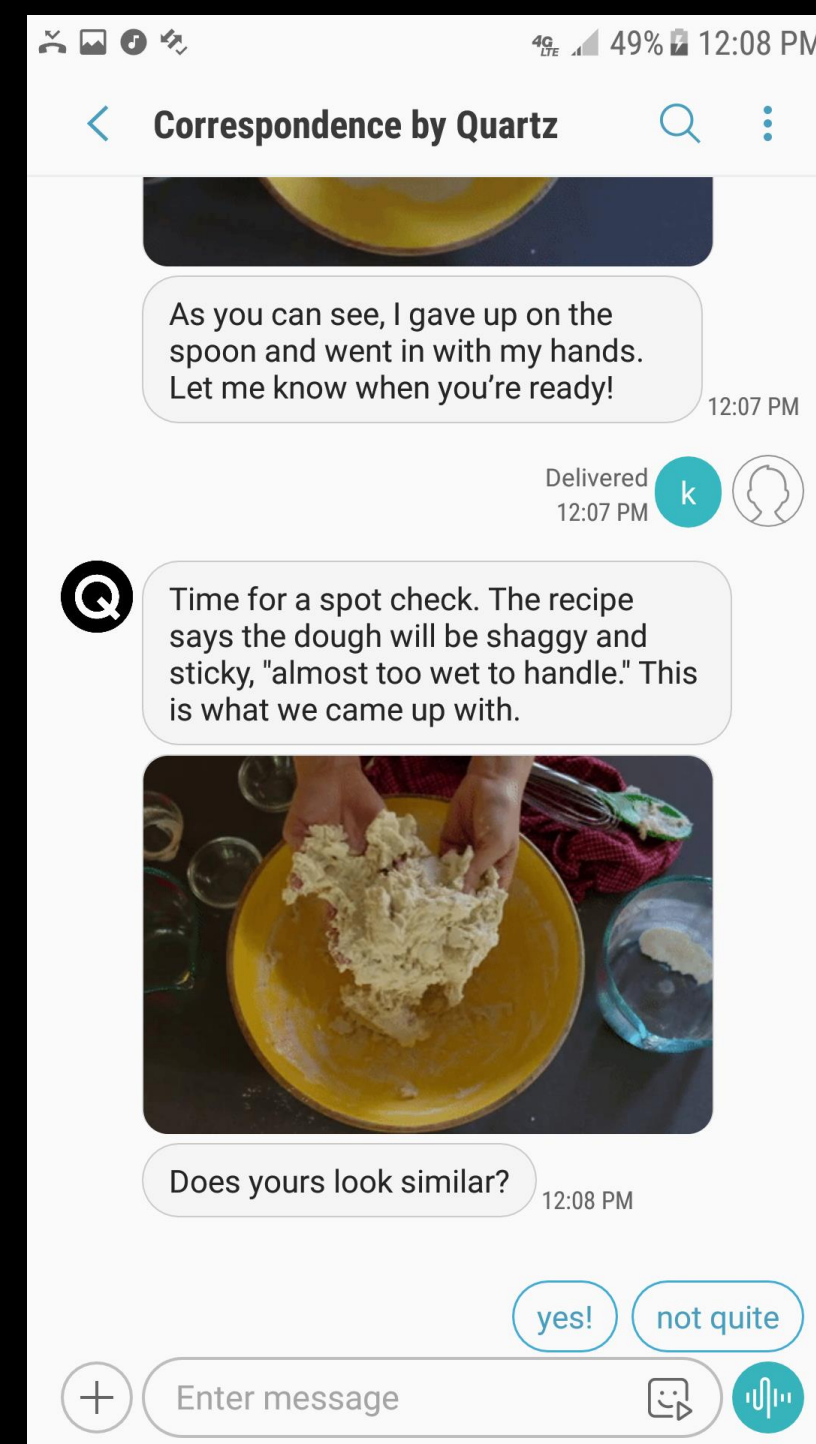 4G LTE 49% 12:08 PM
Correspondence by Quartz
As you can see, I gave up on the
spoon and went in with my hands.
Let me know when you’re ready!
12:07 PM
Delivered
12:07 PM
k
Q
Time for a spot check. The recipe
says the dough will be shaggy and
sticky, "almost too wet to handle." This
is what we came up with.
Does yours look similar?
12:08 PM
yes!
not quite
Enter message